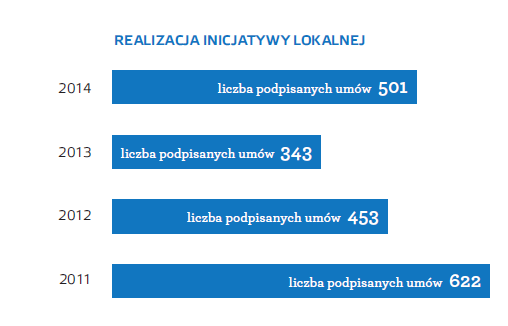 REALIZACJA INICJATYWY LOKALNEJ
2014 liczba podpisanych umów 501
2013 liczba podpisanych umów 343
2012 liczba podpisanych umów 453
2011 liczba podpisanych umów 622